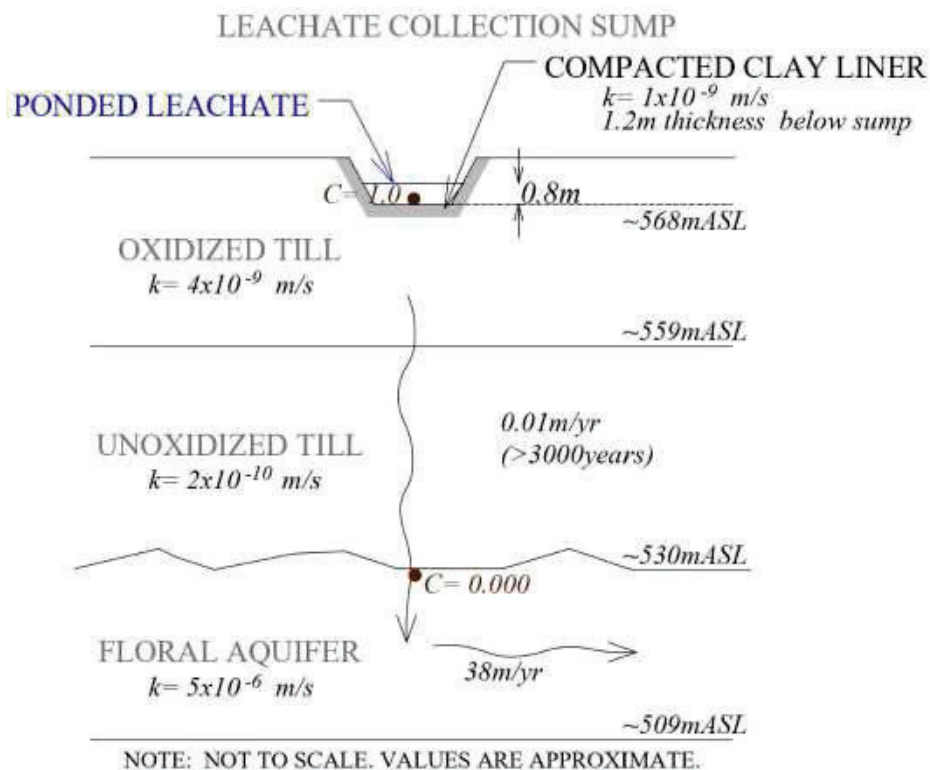 LEACHATE COLLECTION SUMP
COMPACTED CLAY LINER
k= 1x10⁻⁹ m/s
1.2m thickness below sump
PONDED LEACHATE
C= 1.0
0.8m
~568mASL
OXIDIZED TILL
k= 4x10⁻⁹ m/s
~559mASL
0.01m/yr
(>3000years)
UNOXIDIZED TILL
k= 2x10⁻¹⁰ m/s
~530mASL
C= 0.000
FLORAL AQUIFER
k= 5x10⁻⁶ m/s
38m/yr
~509mASL
NOTE: NOT TO SCALE. VALUES ARE APPROXIMATE.